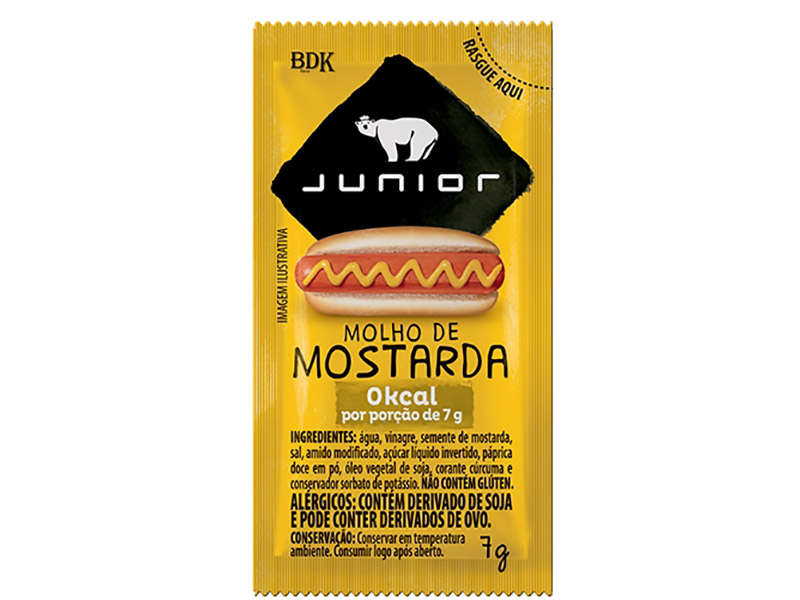 BDK
RASGUE AQUI
JUNIOR
IMAGEM ILUSTRATIVA
MOLHO DE
MOSTARDA
0 kcal
por porção de 7 g
INGREDIENTES: água, vinagre, semente de mostarda,
sal, amido modificado, açúcar líquido invertido, páprica
doce em pó, óleo vegetal de soja, corante cúrcuma e
conservador sorbato de potássio. NÃO CONTÉM GLÚTEN.
ALÉRGICOS: CONTÉM DERIVADO DE SOJA
E PODE CONTER DERIVADOS DE OVO.
CONSERVAÇÃO: Conservar em temperatura
ambiente. Consumir logo após aberto.
7g